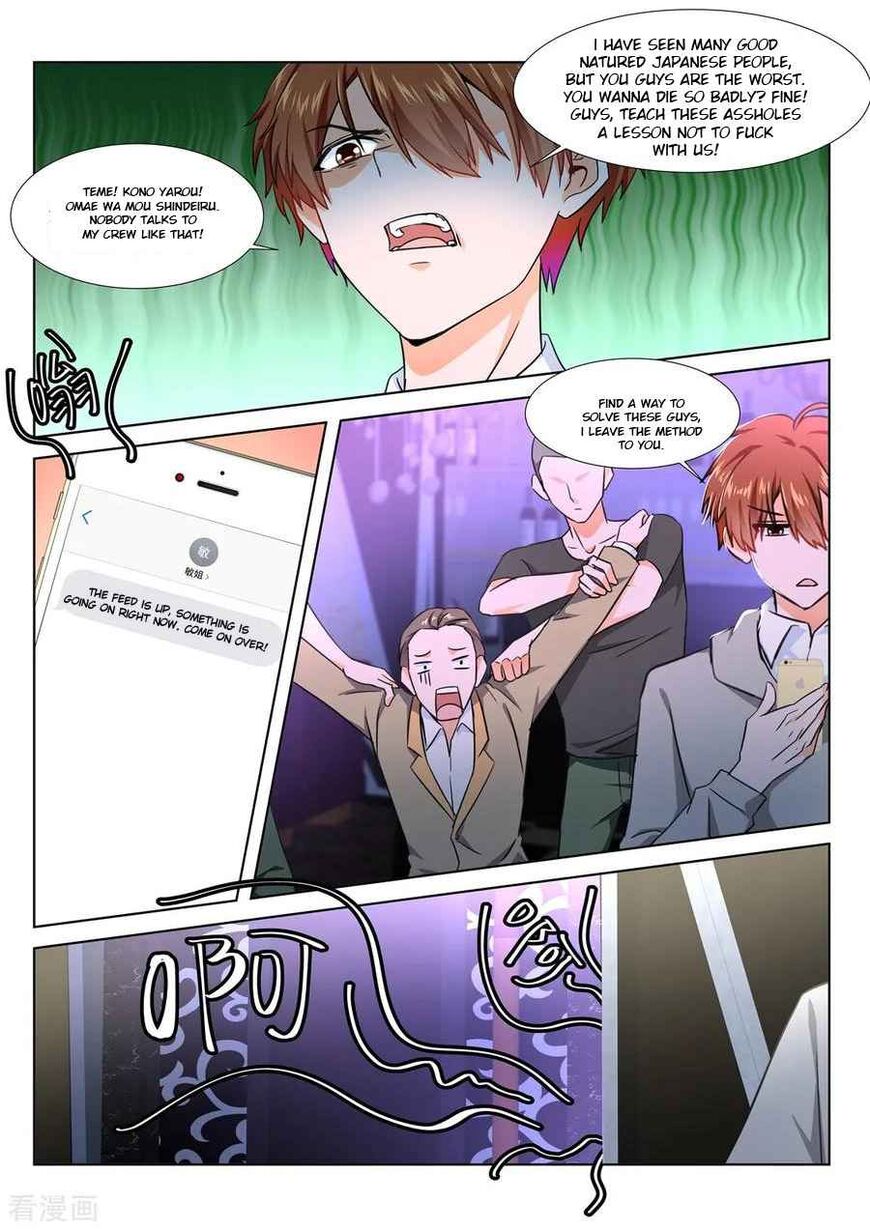 I HAVE SEEN MANY GOOD
NATURED JAPANESE PEOPLE,
BUT YOU GUYS ARE THE WORST.
YOU WANNA DIE SO BADLY? FINE!
GUYS, TEACH THESE ASSHOLES
A LESSON NOT TO FUCK
WITH US!
TEME! KONO YAROU!
OMAE WA MOU SHINDEIRU.
NOBODY TALKS TO
MY CREW LIKE THAT!
嗡
敏
敏姐
THE FEED IS UP, SOMETHING IS
GOING ON RIGHT NOW. COME ON OVER!
FIND A WAY TO
SOLVE THESE GUYS,
I LEAVE THE METHOD
TO YOU.
啊
看漫画